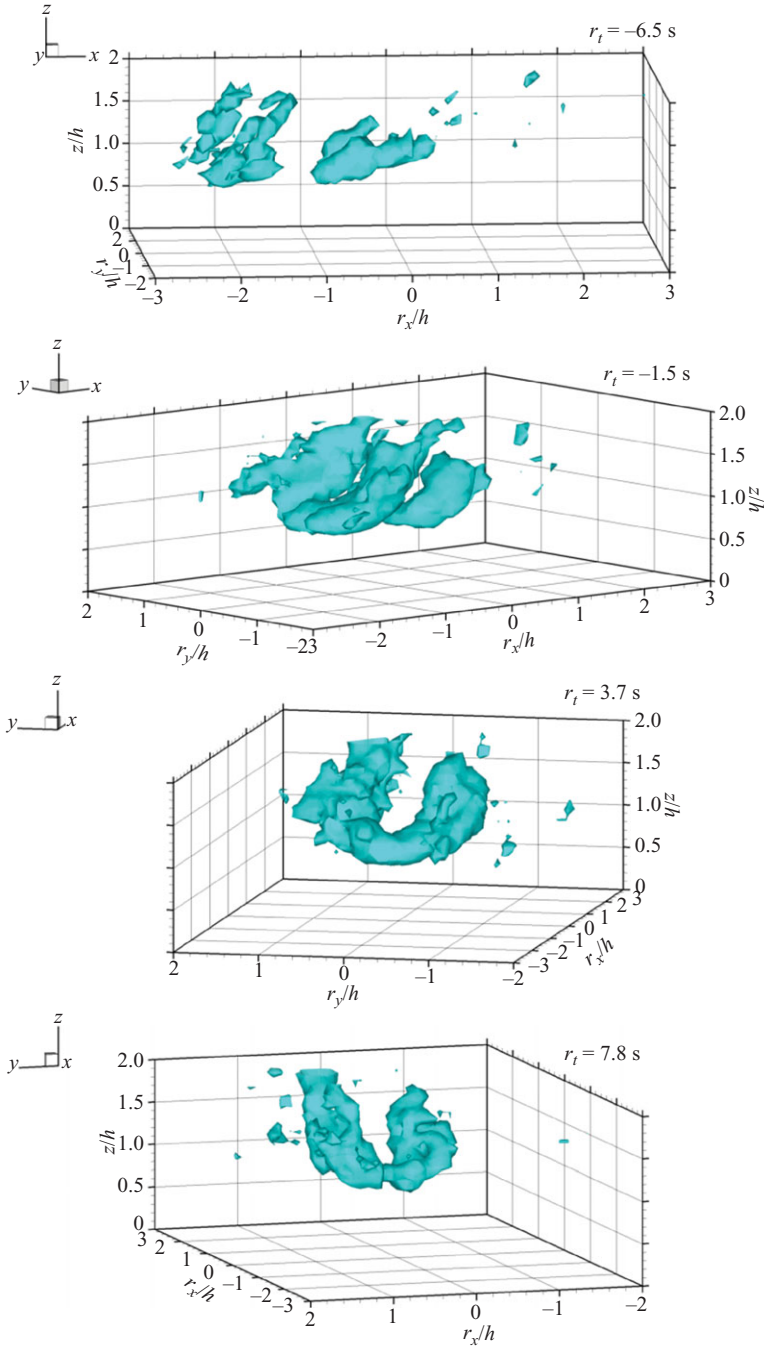 z
y x
r_t = –6.5 s
2
1.5
1.0
0.5
0
z/h
2
0
–1
–2
r_y/h
–3 –2 –1 0 1 2 3
r_x/h
z
y x
r_t = –1.5 s
2.0
1.5
1.0
0.5
0
z/h
2 1 0 –1 –23 –2 –1 0 1 2 3
r_y/h r_x/h
z
y x
r_t = 3.7 s
2.0
1.5
1.0
0.5
0
z/h
3
2
1
0
–1
–2
–3
r_x/h
2 1 0 –1 –2
r_y/h
z
y x
r_t = 7.8 s
2.0
1.5
1.0
0.5
0
z/h
3
2
1
0
–1
–2
–3
r_x/h
2 1 0 –1 –2
r_x/h